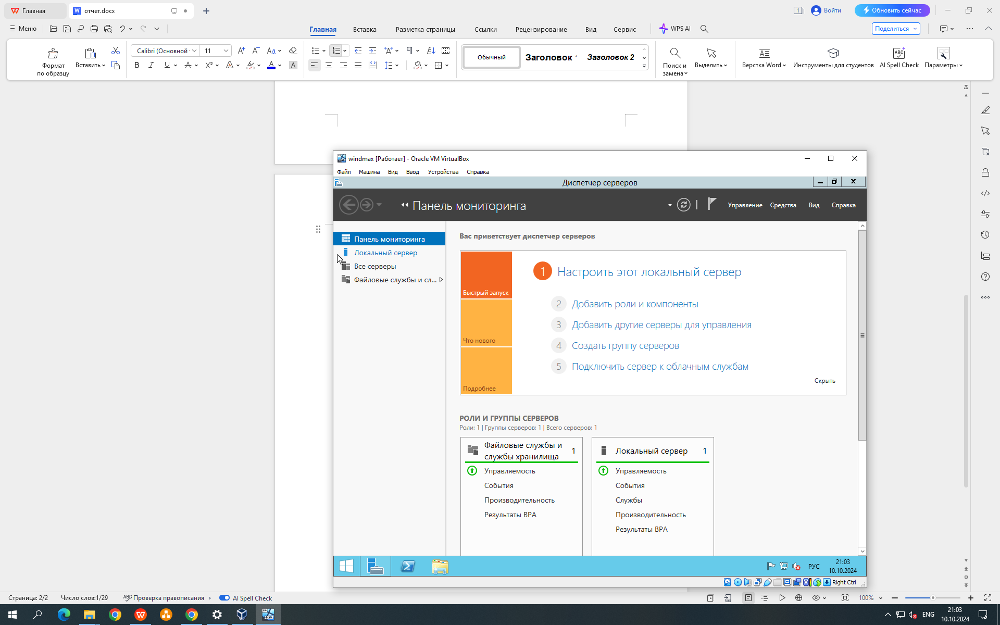 Главная
отчет.docx
Войти
Обновить сейчас
Меню
Главная
Вставка
Разметка страницы
Ссылки
Рецензирование
Вид
Сервис
WPS AI
Поделиться
Формат
по образцу
Вставить
Calibri (Основной
11
Обычный
Заголовок
Заголовок 2
Поиск и
замена
Выделить
Верстка Word
Инструменты для студентов
AI Spell Check
Параметры
windmax [Работает] - Oracle VM VirtualBox
Файл
Машина
Вид
Ввод
Устройства
Справка
Диспетчер серверов
Панель мониторинга
Управление
Средства
Вид
Справка
Панель мониторинга
Локальный сервер
Все серверы
Файловые службы и сл...
Вас приветствует диспетчер серверов
Быстрый запуск
Что нового
Подробнее
1 Настроить этот локальный сервер
2 Добавить роли и компоненты
3 Добавить другие серверы для управления
4 Создать группу серверов
5 Подключить сервер к облачным службам
Скрыть
РОЛИ И ГРУППЫ СЕРВЕРОВ
Роли: 1 | Группы серверов: 1 | Всего серверов: 1
Файловые службы и
службы хранилища
1
Управляемость
События
Производительность
Результаты BPA
Локальный сервер 1
Управляемость
События
Службы
Производительность
Результаты BPA
РУС
21:03
10.10.2024
Right Ctrl
Страница: 2/2
Число слов:1/29
Проверка правописания
AI Spell Check
100%
ENG
21:03
10.10.2024